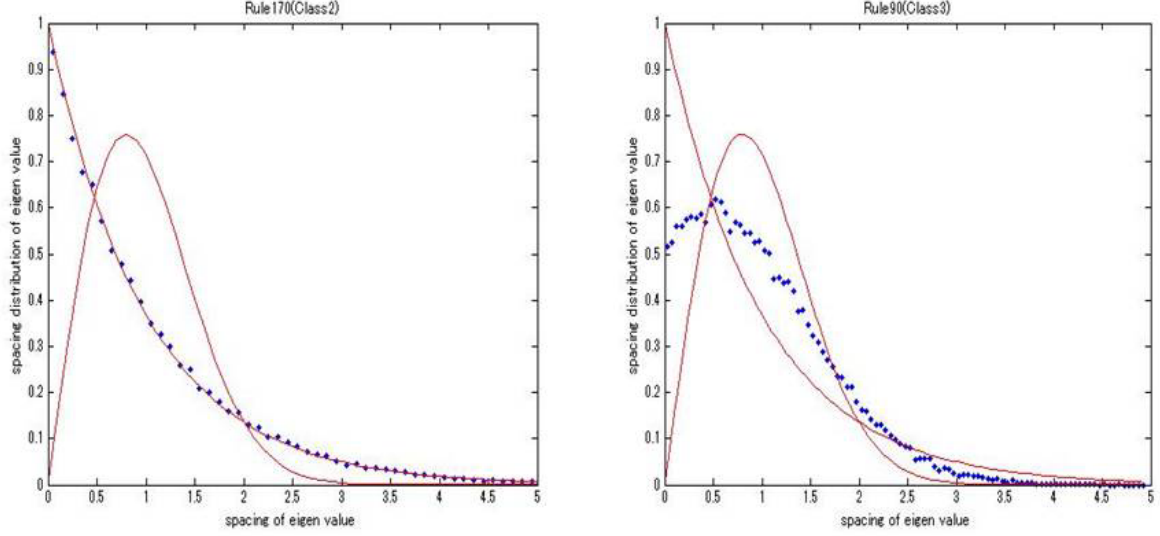 Rule170(Class2)
spacing distribution of eigen value
1
0.9
0.8
0.7
0.6
0.5
0.4
0.3
0.2
0.1
0
0 0.5 1 1.5 2 2.5 3 3.5 4 4.5 5
spacing of eigen value
Rule90(Class3)
spacing distribution of eigen value
1
0.9
0.8
0.7
0.6
0.5
0.4
0.3
0.2
0.1
0
0 0.5 1 1.5 2 2.5 3 3.5 4 4.5 5
spacing of eigen value